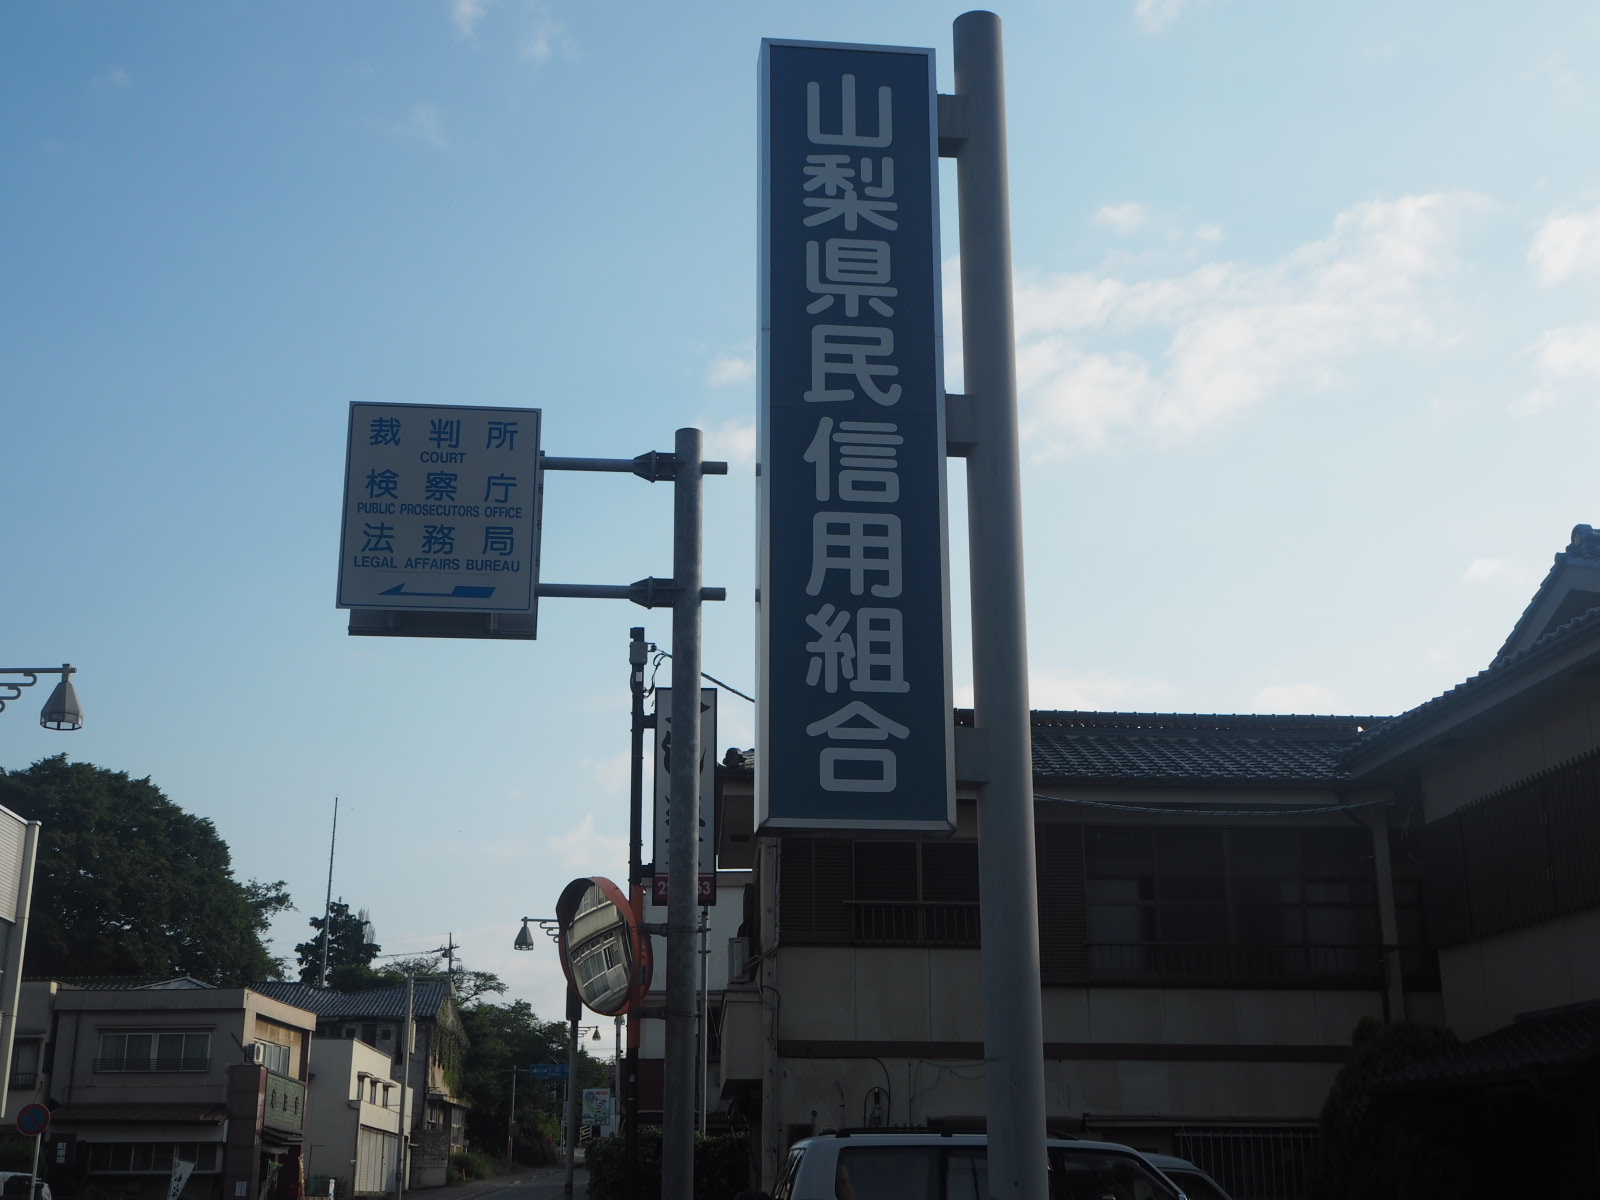 裁判所
COURT
検察庁
PUBLIC PROSECUTORS OFFICE
法務局
LEGAL AFFAIRS BUREAU
山梨県民信用組合